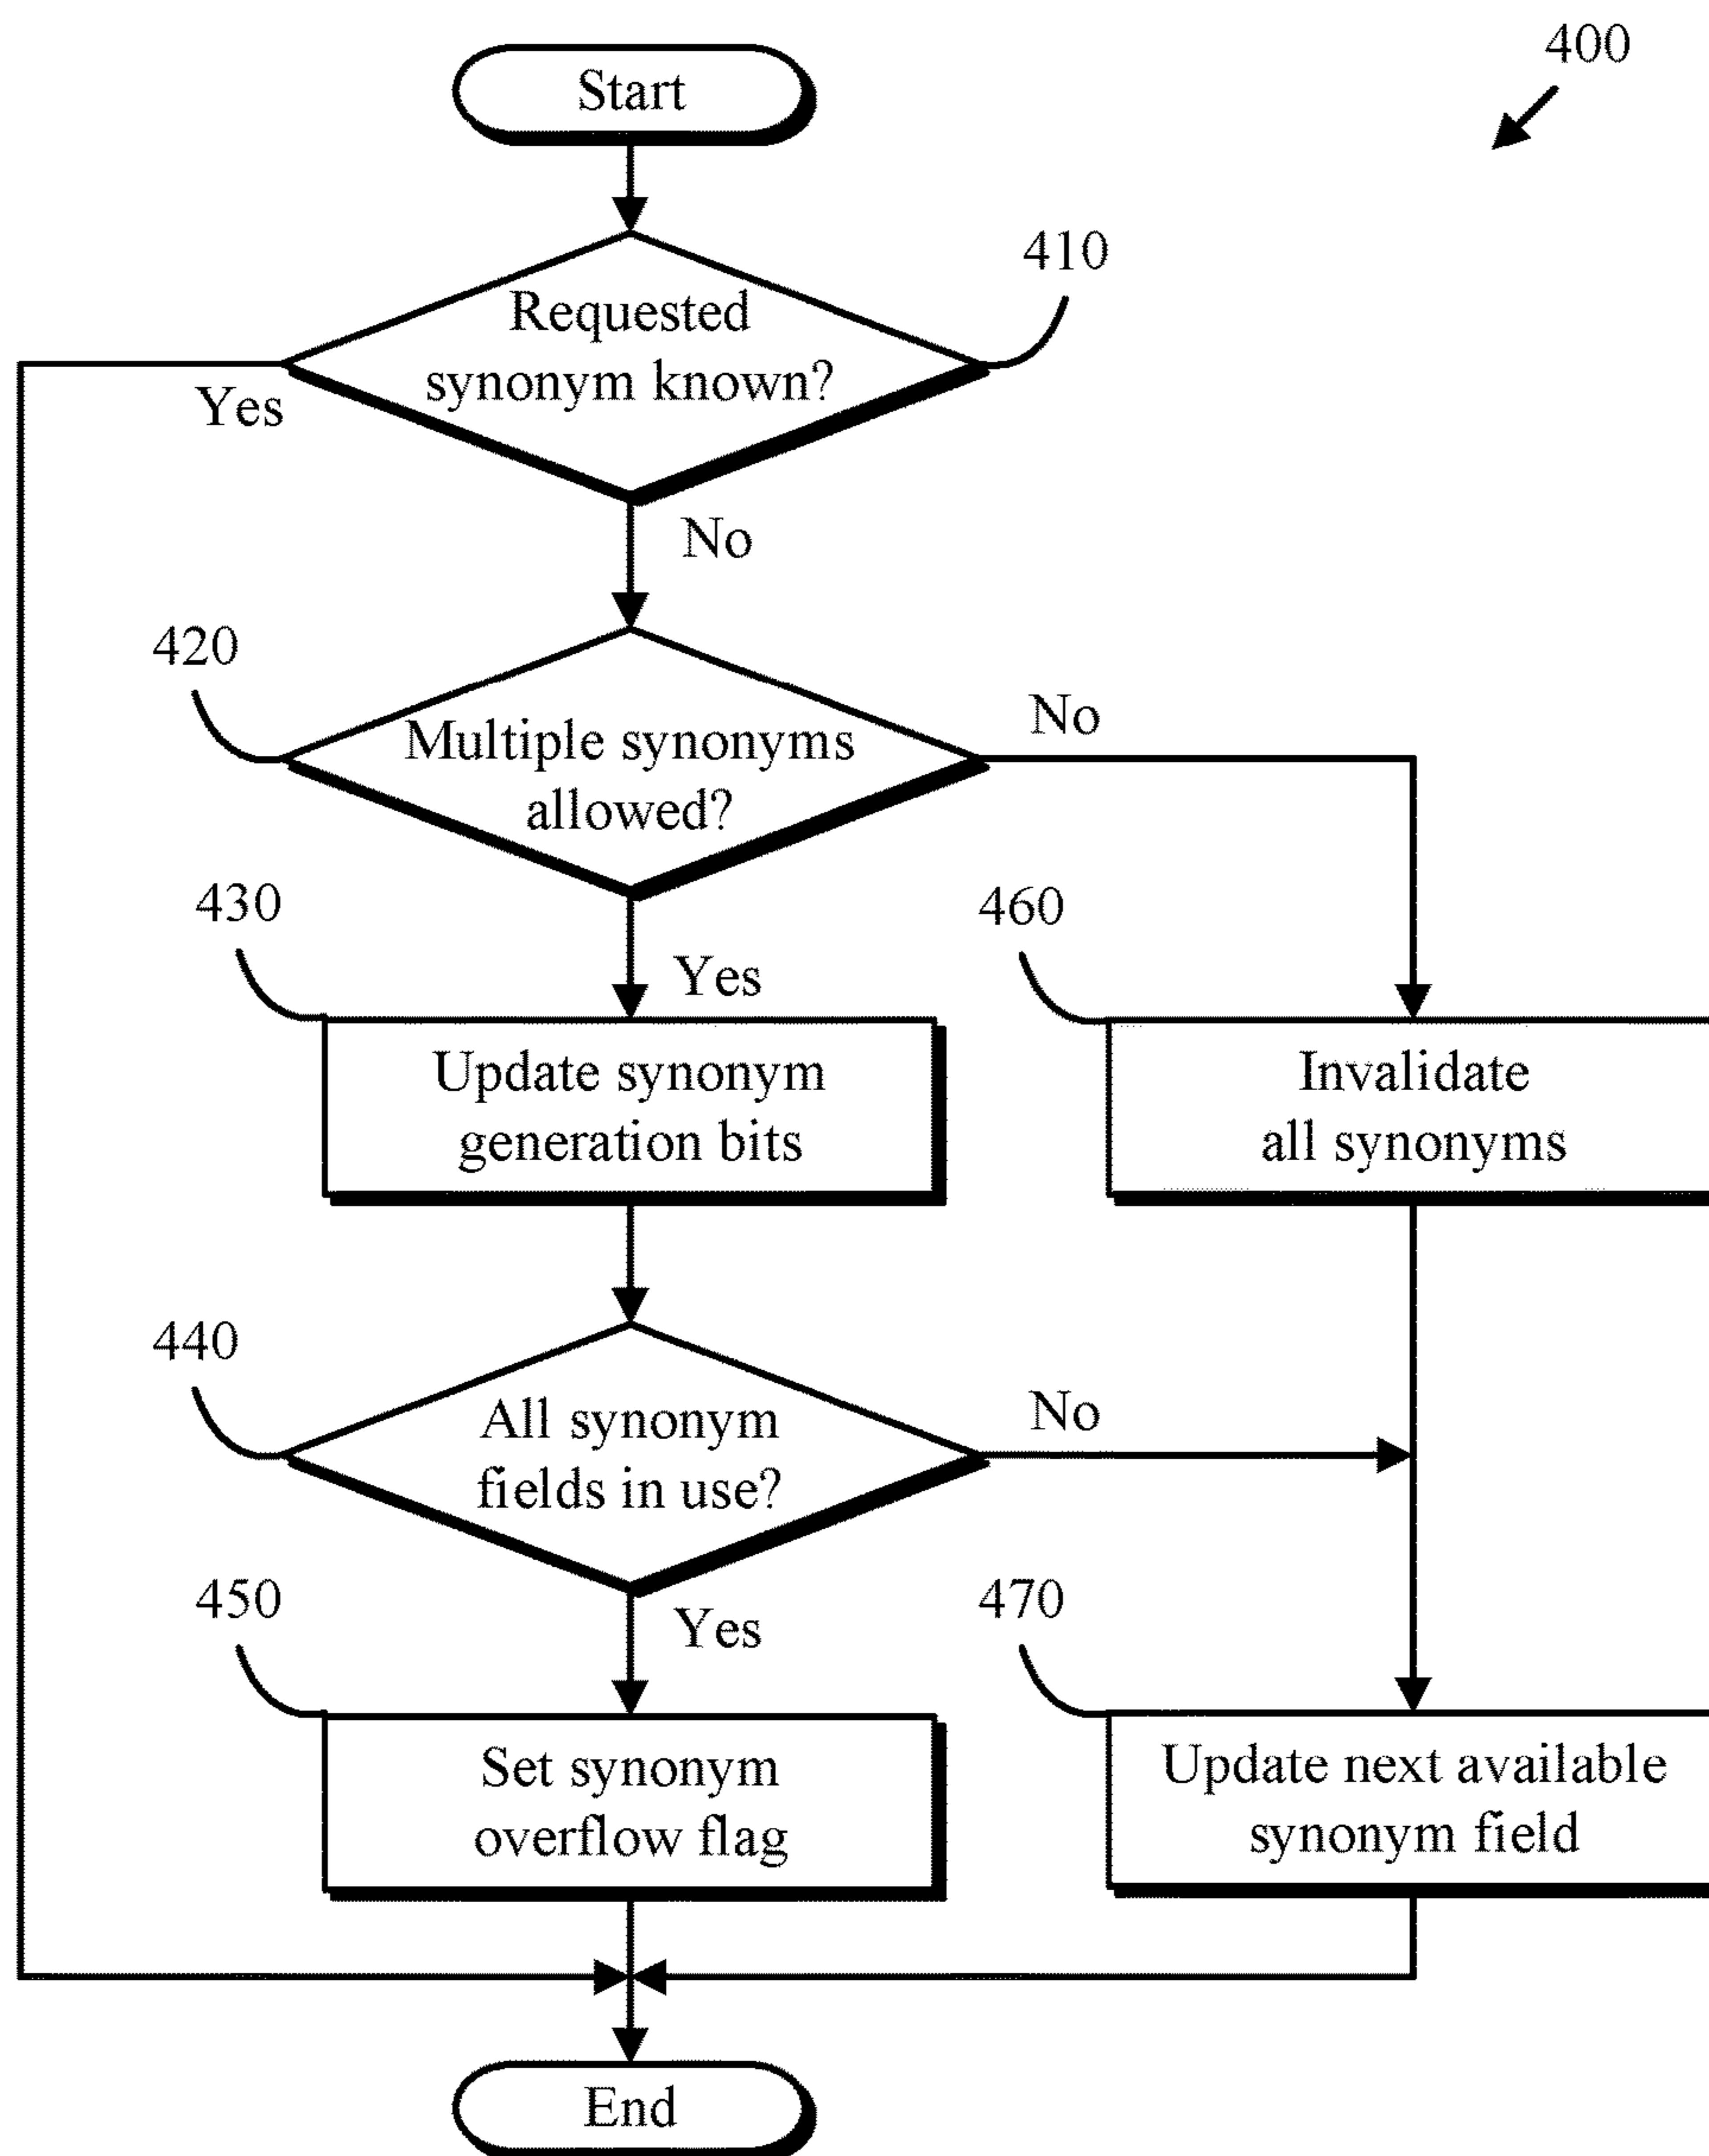 400
Start
410
Requested
synonym known?
Yes
No
420
Multiple synonyms
allowed?
No
430
460
Yes
Update synonym
generation bits
Invalidate
all synonyms
440
All synonym
fields in use?
No
450
470
Yes
Set synonym
overflow flag
Update next available
synonym field
End